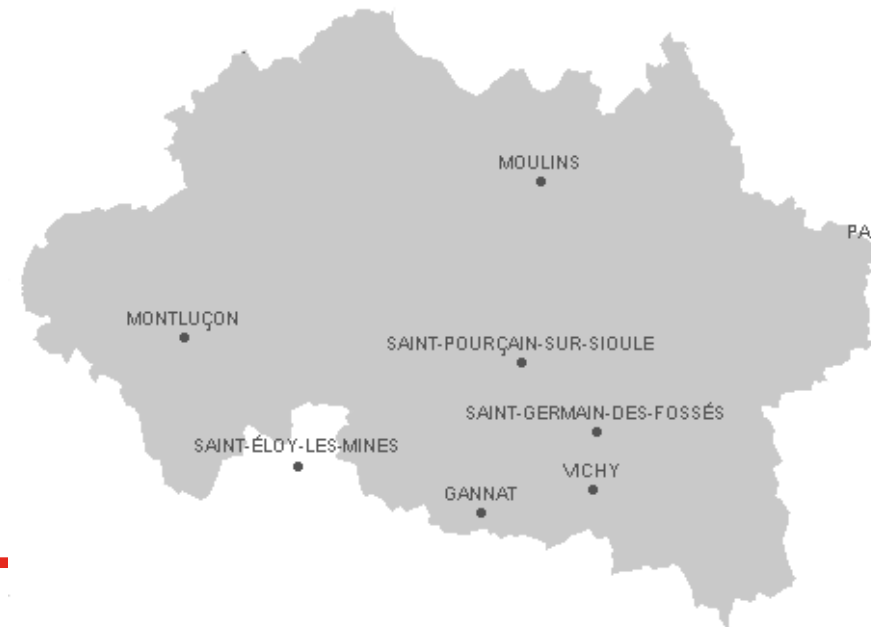 MOULINS
PA
MONTLUÇON
SAINT-POURÇAIN-SUR-SIOULE
SAINT-GERMAIN-DES-FOSSÉS
SAINT-ÉLOY-LES-MINES
VICHY
GANNAT